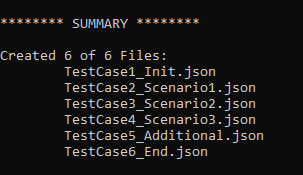 ******** SUMMARY ********
Created 6 of 6 Files:
TestCase1_Init.json
TestCase2_Scenario1.json
TestCase3_Scenario2.json
TestCase4_Scenario3.json
TestCase5_Additional.json
TestCase6_End.json